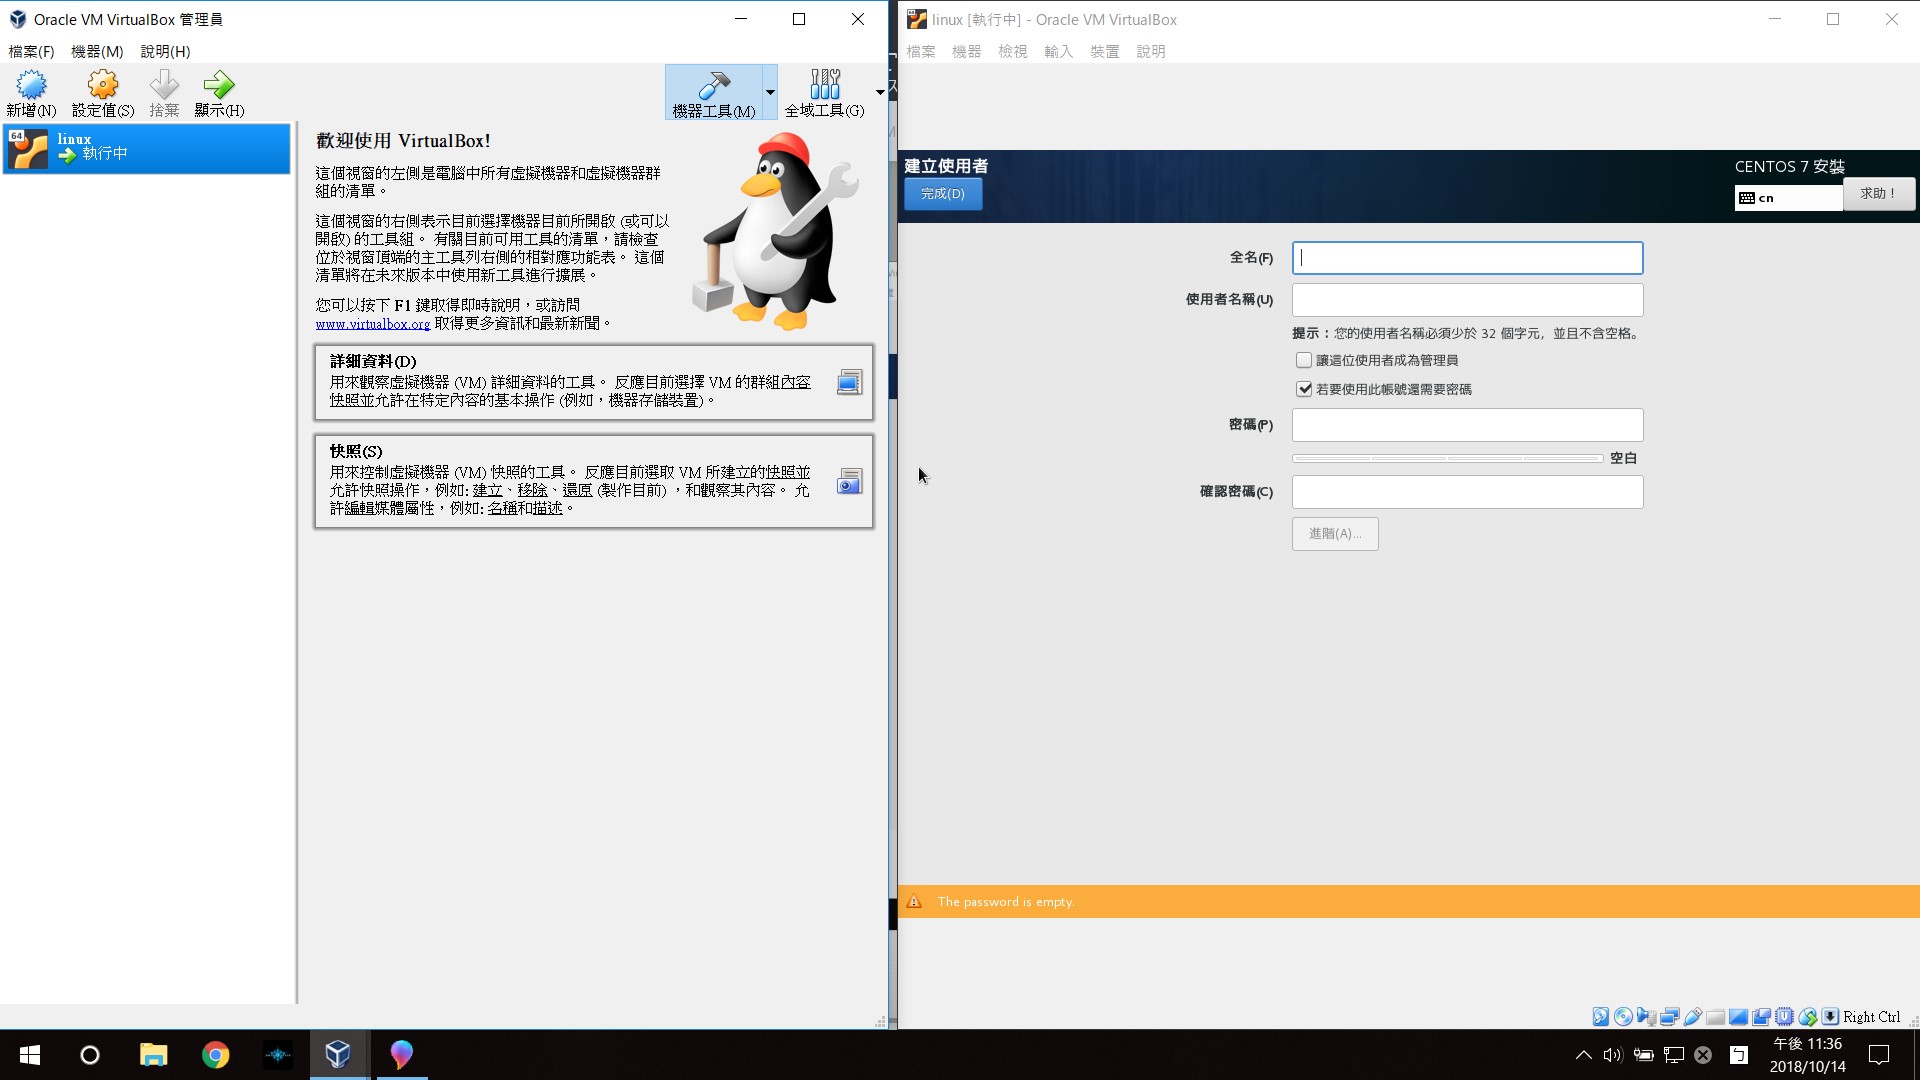 Oracle VM VirtualBox 管理員
檔案(F) 機器(M) 說明(H)
新增(N) 設定值(S) 捨棄 顯示(H)
機器工具(M) 全域工具(G)
64
linux
執行中
歡迎使用 VirtualBox!
這個視窗的左側是電腦中所有虛擬機器和虛擬機器群
組的清單。
這個視窗的右側表示目前選擇機器目前所開啟 (或可以
開啟) 的工具組。 有關目前可用工具的清單，請檢查
位於視窗頂端的主工具列右側的相對應功能表。 這個
清單將在未來版本中使用新工具進行擴展。
您可以按下 F1 鍵取得即時說明，或訪問
www.virtualbox.org 取得更多資訊和最新新聞。
詳細資料(D)
用來觀察虛擬機器 (VM) 詳細資料的工具。 反應目前選擇 VM 的群組內容
快照並允許在特定內容的基本操作 (例如，機器存儲裝置)。
快照(S)
用來控制虛擬機器 (VM) 快照的工具。 反應目前選取 VM 所建立的快照並
允許快照操作，例如: 建立、移除、還原 (製作目前) ，和觀察其內容。 允
許編輯媒體屬性，例如: 名稱和描述。
linux [執行中] - Oracle VM VirtualBox
檔案 機器 檢視 輸入 裝置 說明
建立使用者
完成(D)
CENTOS 7 安裝
cn
求助！
全名(F)
使用者名稱(U)
提示：您的使用者名稱必須少於 32 個字元，並且不含空格。
讓這位使用者成為管理員
若要使用此帳號還需要密碼
密碼(P)
空白
確認密碼(C)
進階(A)...
The password is empty.
Right Ctrl
午後 11:36
2018/10/14